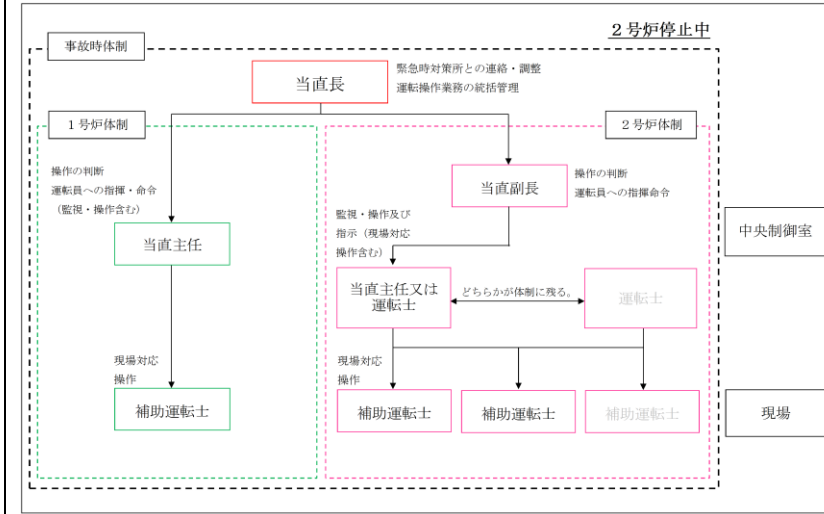 ２号炉停止中
事故時体制
当直長
緊急時対策所との連絡・調整
運転操作業務の統括管理
１号炉体制
２号炉体制
操作の判断
運転員への指揮・命令
（監視・操作含む）
当直主任
現場対応
操作
補助運転士
当直副長
操作の判断
運転員への指揮命令
監視・操作及び
指示（現場対応
操作含む）
当直主任又は
運転士
どちらかが体制に残る。
運転士
現場対応
操作
補助運転士
補助運転士
補助運転士
中央制御室
現場